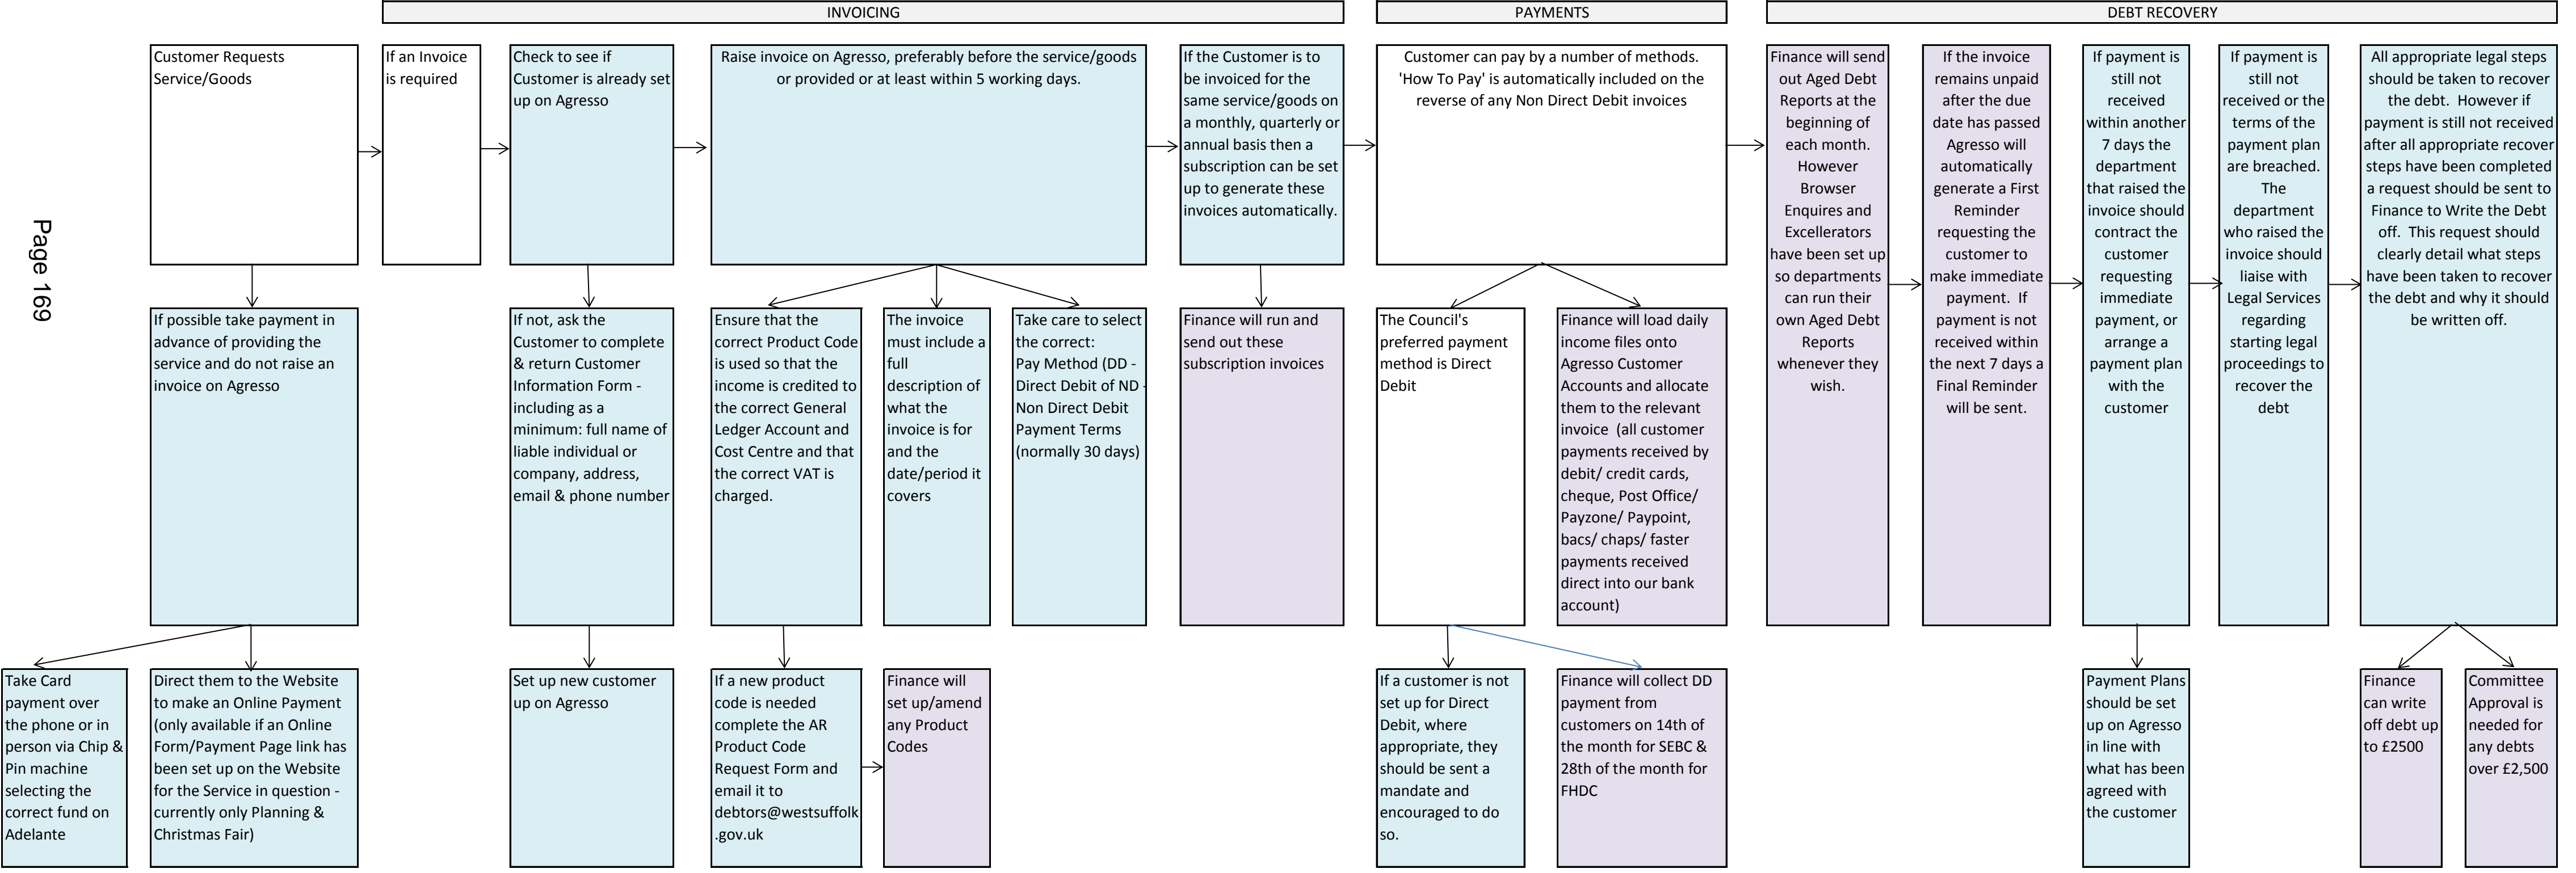 INVOICING
PAYMENTS
DEBT RECOVERY
Customer Requests
Service/Goods
If an Invoice
is required
Check to see if
Customer is already set
up on Agresso
Raise invoice on Agresso, preferably before the service/goods
or provided or at least within 5 working days.
If the Customer is to
be invoiced for the
same service/goods on
a monthly, quarterly or
annual basis then a
subscription can be set
up to generate these
invoices automatically.
Customer can pay by a number of methods.
'How To Pay' is automatically included on the
reverse of any Non Direct Debit invoices
Finance will send
out Aged Debt
Reports at the
beginning of
each month.
However
Browser
Enquires and
Excellerators
have been set up
so departments
can run their
own Aged Debt
Reports
whenever they
wish.
If the invoice
remains unpaid
after the due
date has passed
Agresso will
automatically
generate a First
Reminder
requesting the
customer to
make immediate
payment.  If
payment is not
received within
the next 7 days a
Final Reminder
will be sent.
If payment is
still not
received
within another
7 days the
department
that raised the
invoice should
contract the
customer
requesting
immediate
payment, or
arrange a
payment plan
with the
customer
If payment is
still not
received or the
terms of the
payment plan
are breached.
The
department
who raised the
invoice should
liaise with
Legal Services
regarding
starting legal
proceedings to
recover the
debt
All appropriate legal steps
should be taken to recover
the debt.  However if
payment is still not received
after all appropriate recover
steps have been completed
a request should be sent to
Finance to Write the Debt
off.  This request should
clearly detail what steps
have been taken to recover
the debt and why it should
be written off.
Page 169
If possible take payment in
advance of providing the
service and do not raise an
invoice on Agresso
If not, ask the
Customer to complete
& return Customer
Information Form -
including as a
minimum: full name of
liable individual or
company, address,
email & phone number
Ensure that the
correct Product Code
is used so that the
income is credited to
the correct General
Ledger Account and
Cost Centre and that
the correct VAT is
charged.
The invoice
must include a
full
description of
what the
invoice is for
and the
date/period it
covers
Take care to select
the correct:
Pay Method (DD -
Direct Debit of ND -
Non Direct Debit
Payment Terms
(normally 30 days)
Finance will run and
send out these
subscription invoices
The Council's
preferred payment
method is Direct
Debit
Finance will load daily
income files onto
Agresso Customer
Accounts and allocate
them to the relevant
invoice  (all customer
payments received by
debit/ credit cards,
cheque, Post Office/
Payzone/ Paypoint,
bacs/ chaps/ faster
payments received
direct into our bank
account)
Take Card
payment over
the phone or in
person via Chip &
Pin machine
selecting the
correct fund on
Adelante
Direct them to the Website
to make an Online Payment
(only available if an Online
Form/Payment Page link has
been set up on the Website
for the Service in question -
currently only Planning &
Christmas Fair)
Set up new customer
up on Agresso
If a new product
code is needed
complete the AR
Product Code
Request Form and
email it to
debtors@westsuffolk
.gov.uk
Finance will
set up/amend
any Product
Codes
If a customer is not
set up for Direct
Debit, where
appropriate, they
should be sent a
mandate and
encouraged to do
so.
Finance will collect DD
payment from
customers on 14th of
the month for SEBC &
28th of the month for
FHDC
Payment Plans
should be set
up on Agresso
in line with
what has been
agreed with
the customer
Finance
can write
off debt up
to £2500
Committee
Approval is
needed for
any debts
over £2,500